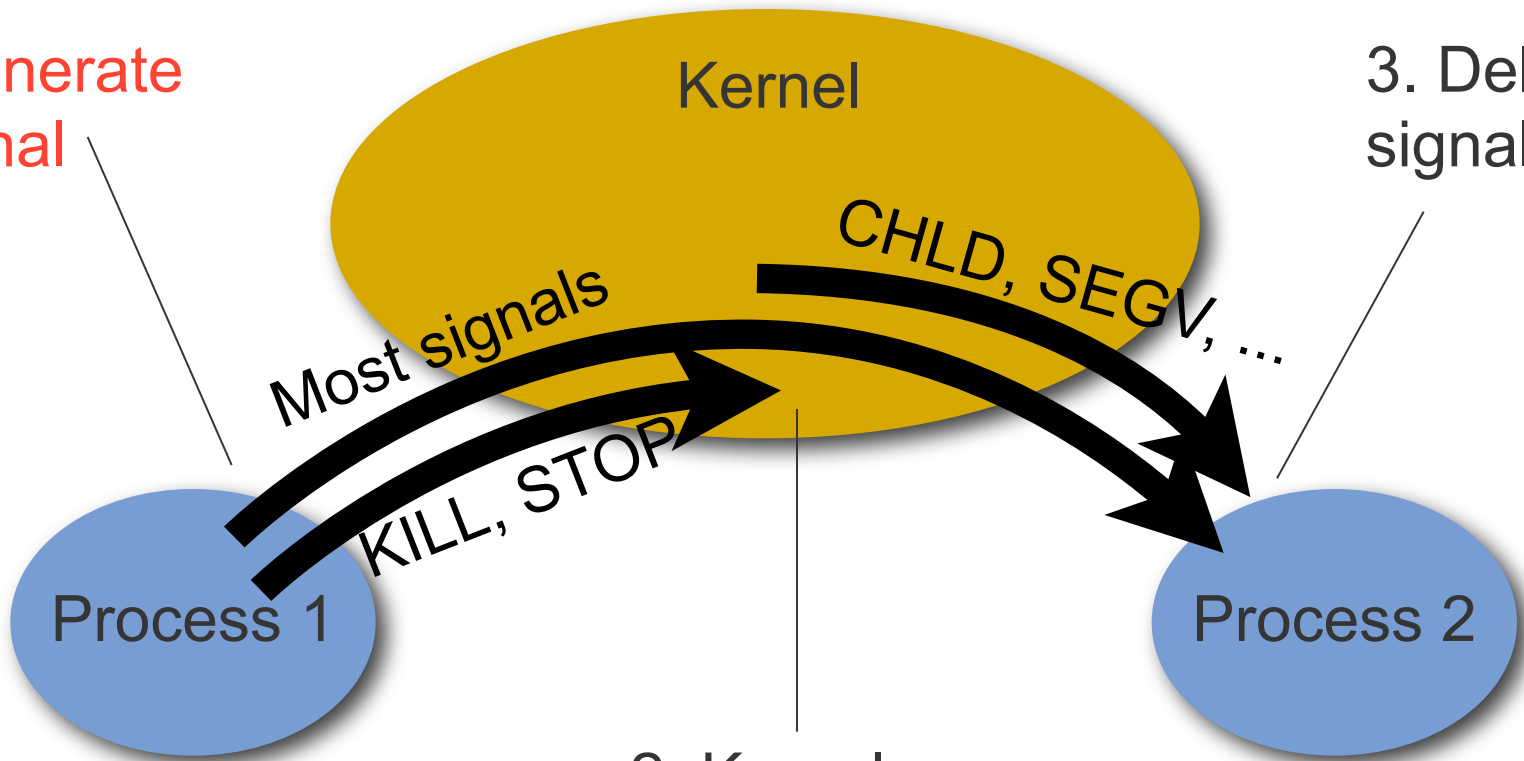 nerate
nal
Kernel
3. Del
signal
CHLD, SEGV, ...
Most signals
KILL, STOP
Process 1
Process 2